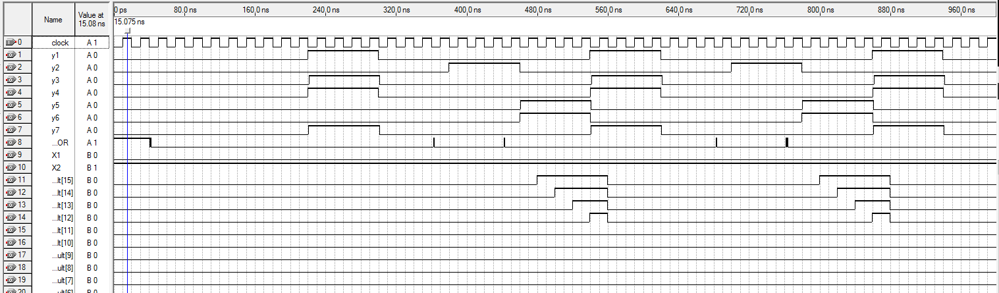 Name
Value at
15.08 ns
0 ps 80.0 ns 160.0 ns 240.0 ns 320.0 ns 400.0 ns 480.0 ns 560.0 ns 640.0 ns 720.0 ns 800.0 ns 880.0 ns 960.0 ns
15.075 ns
0 clock A 1
1 y1 A 0
2 y2 A 0
3 y3 A 0
4 y4 A 0
5 y5 A 0
6 y6 A 0
7 y7 A 0
8 ...OR A 1
9 X1 B 0
10 X2 B 1
11 ...lt[15] B 0
12 ...lt[14] B 0
13 ...lt[13] B 0
14 ...lt[12] B 0
15 ...lt[11] B 0
16 ...lt[10] B 0
17 ...ult[9] B 0
18 ...ult[8] B 0
19 ...ult[7] B 0
20 ...ult[6] B 0